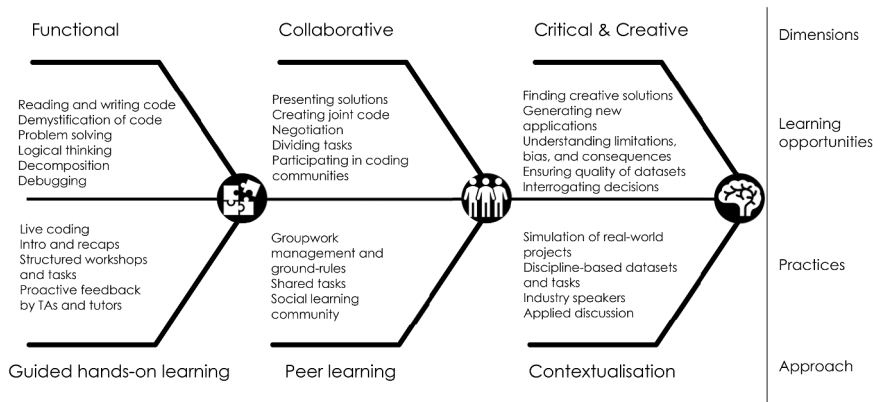 Functional
Collaborative
Critical & Creative
Dimensions
Reading and writing code
Demystification of code
Problem solving
Logical thinking
Decomposition
Debugging
Presenting solutions
Creating joint code
Negotiation
Dividing tasks
Participating in coding
communities
Finding creative solutions
Generating new
applications
Understanding limitations,
bias, and consequences
Ensuring quality of datasets
Interrogating decisions
Learning
opportunities
Live coding
Intro and recaps
Structured workshops
and tasks
Proactive feedback
by TAs and tutors
Groupwork
management and
ground-rules
Shared tasks
Social learning
community
Simulation of real-world
projects
Discipline-based datasets
and tasks
Industry speakers
Applied discussion
Practices
Guided hands-on learning
Peer learning
Contextualisation
Approach